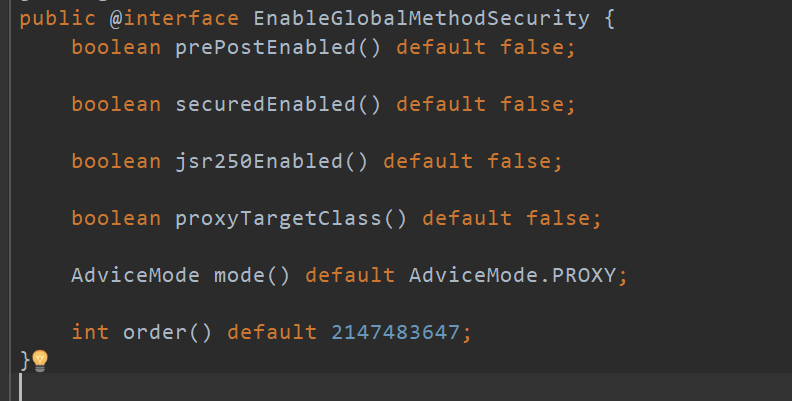 public @interface EnableGlobalMethodSecurity {
boolean prePostEnabled() default false;
boolean securedEnabled() default false;
boolean jsr250Enabled() default false;
boolean proxyTargetClass() default false;
AdviceMode mode() default AdviceMode.PROXY;
int order() default 2147483647;
}